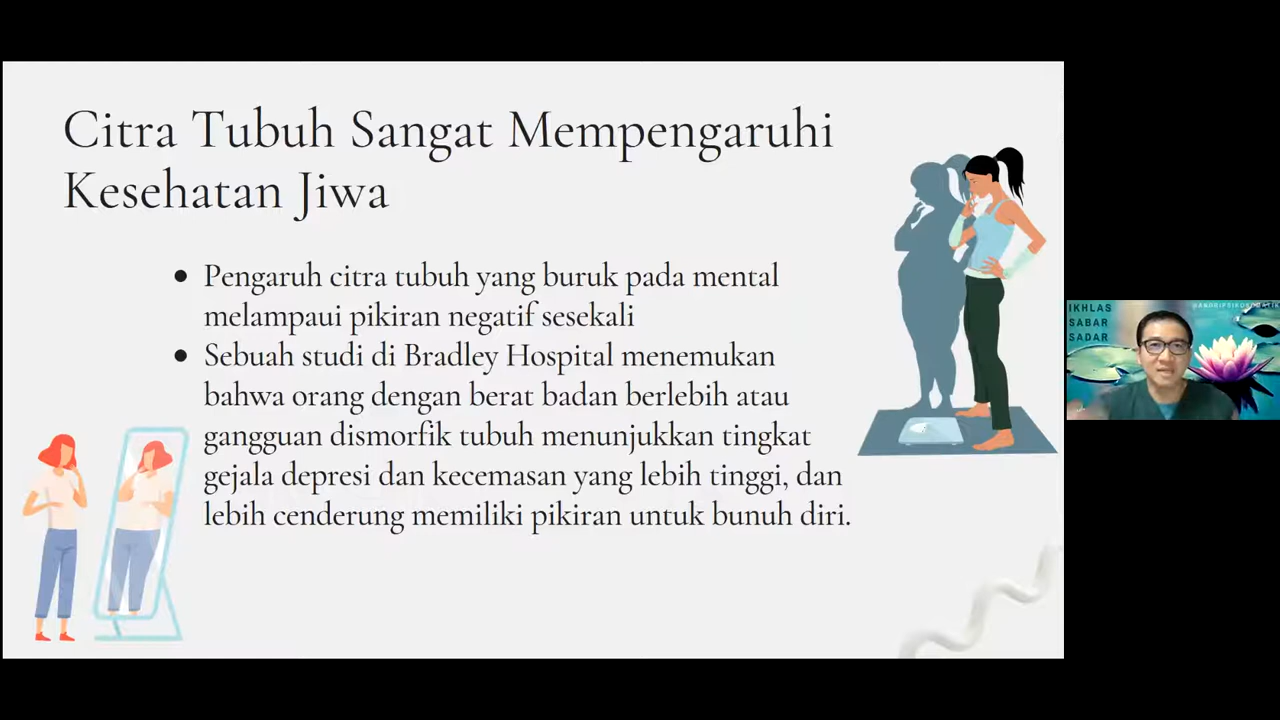 Citra Tubuh Sangat Mempengaruhi
Kesehatan Jiwa
• Pengaruh citra tubuh yang buruk pada mental
melampaui pikiran negatif sesekali
• Sebuah studi di Bradley Hospital menemukan
bahwa orang dengan berat badan berlebih atau
gangguan dismorfik tubuh menunjukkan tingkat
gejala depresi dan kecemasan yang lebih tinggi, dan
lebih cenderung memiliki pikiran untuk bunuh diri.
IKHLAS
SABAR
SADAR